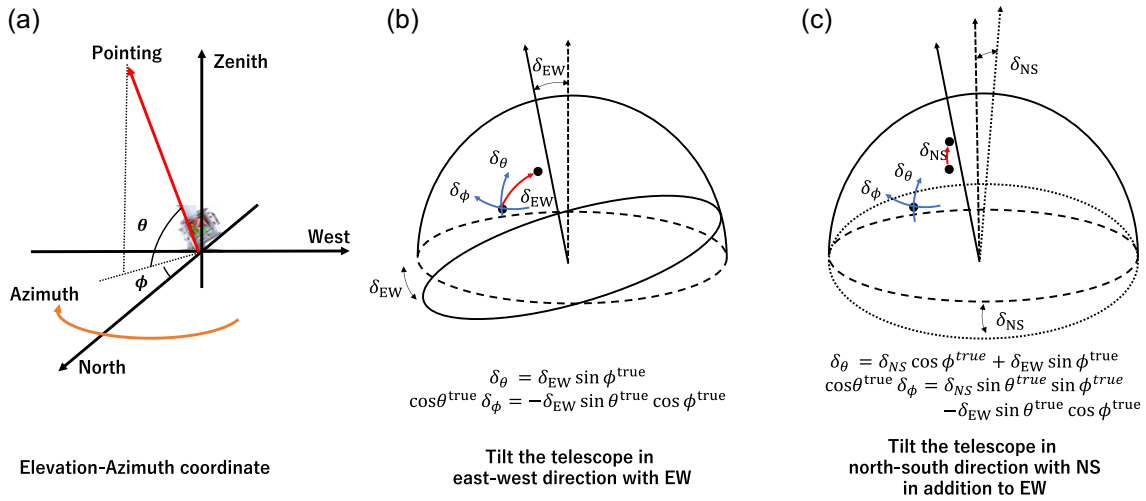 (a)
Pointing
Zenith
θ
West
ϕ
Azimuth
North
Elevation-Azimuth coordinate
(b)
δ_EW
δ_θ
δ_ϕ
δ_EW
δ_EW
δ_θ = δ_EW sin ϕ^true
cosθ^true δ_ϕ = −δ_EW sin θ^true cos ϕ^true
Tilt the telescope in
east-west direction with EW
(c)
δ_NS
δ_NS
δ_θ
δ_ϕ
δ_NS
δ_θ = δ_NS cos ϕ^true + δ_EW sin ϕ^true
cosθ^true δ_ϕ = δ_NS sin θ^true sin ϕ^true
−δ_EW sin θ^true cos ϕ^true
Tilt the telescope in
north-south direction with NS
in addition to EW